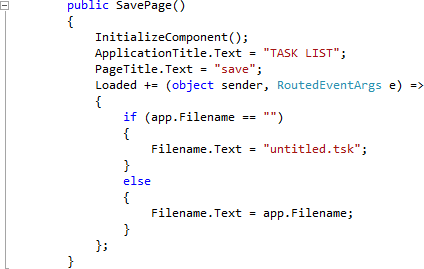 public SavePage()
{
InitializeComponent();
ApplicationTitle.Text = "TASK LIST";
PageTitle.Text = "save";
Loaded += (object sender, RoutedEventArgs e) =>
{
if (app.Filename == "")
{
Filename.Text = "untitled.tsk";
}
else
{
Filename.Text = app.Filename;
}
};
}